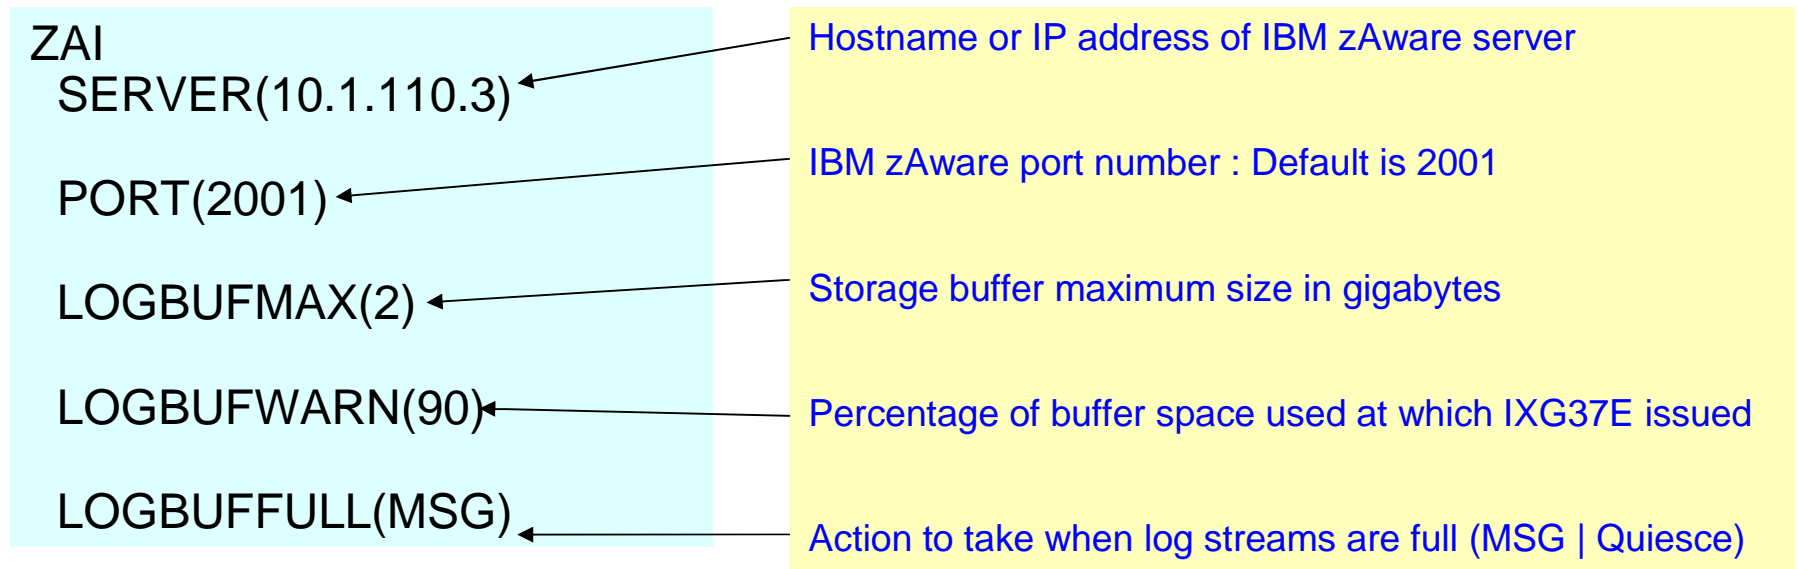 ZAI
SERVER(10.1.110.3)
PORT(2001)
LOGBUFMAX(2)
LOGBUFWARN(90)
LOGBUFFULL(MSG)
Hostname or IP address of IBM zAware server
IBM zAware port number : Default is 2001
Storage buffer maximum size in gigabytes
Percentage of buffer space used at which IXG37E issued
Action to take when log streams are full (MSG | Quiesce)